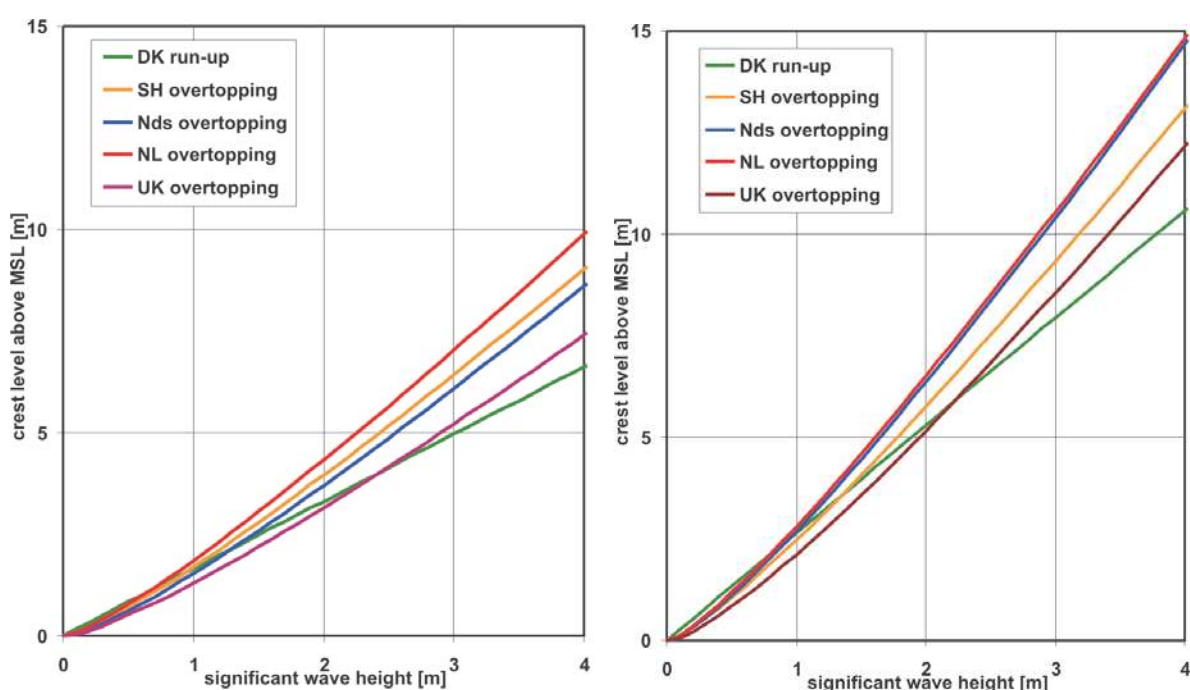 15
DK run-up
SH overtopping
Nds overtopping
NL overtopping
UK overtopping
10
5
0
crest level above MSL [m]
0 1 2 3 4
significant wave height [m]
15
DK run-up
SH overtopping
Nds overtopping
NL overtopping
UK overtopping
10
5
0
crest level above MSL [m]
0 1 2 3 4
significant wave height [m]